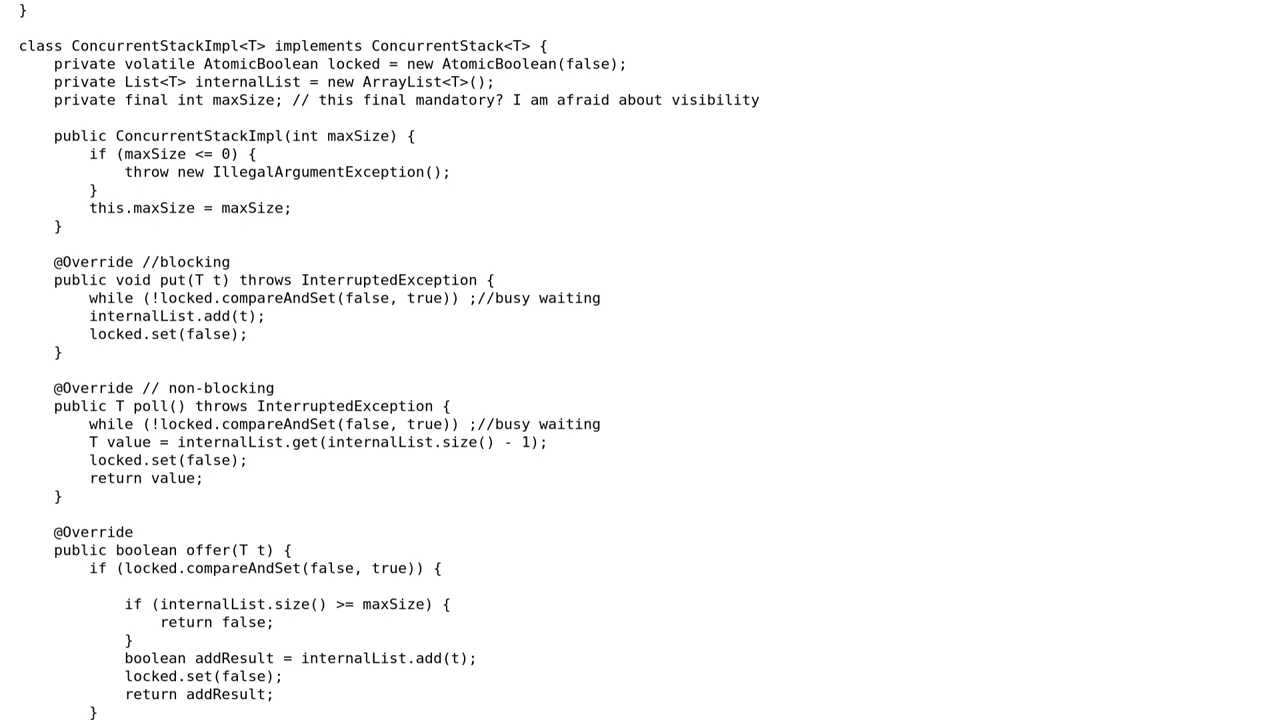 }
class ConcurrentStackImpl<T> implements ConcurrentStack<T> {
    private volatile AtomicBoolean locked = new AtomicBoolean(false);
    private List<T> internalList = new ArrayList<T>();
    private final int maxSize; // this final mandatory? I am afraid about visibility
    public ConcurrentStackImpl(int maxSize) {
        if (maxSize <= 0) {
            throw new IllegalArgumentException();
        }
        this.maxSize = maxSize;
    }
    @Override //blocking
    public void put(T t) throws InterruptedException {
        while (!locked.compareAndSet(false, true)) ;//busy waiting
        internalList.add(t);
        locked.set(false);
    }
    @Override // non-blocking
    public T poll() throws InterruptedException {
        while (!locked.compareAndSet(false, true)) ;//busy waiting
        T value = internalList.get(internalList.size() - 1);
        locked.set(false);
        return value;
    }
    @Override
    public boolean offer(T t) {
        if (locked.compareAndSet(false, true)) {
            if (internalList.size() >= maxSize) {
                return false;
            }
            boolean addResult = internalList.add(t);
            locked.set(false);
            return addResult;
        }